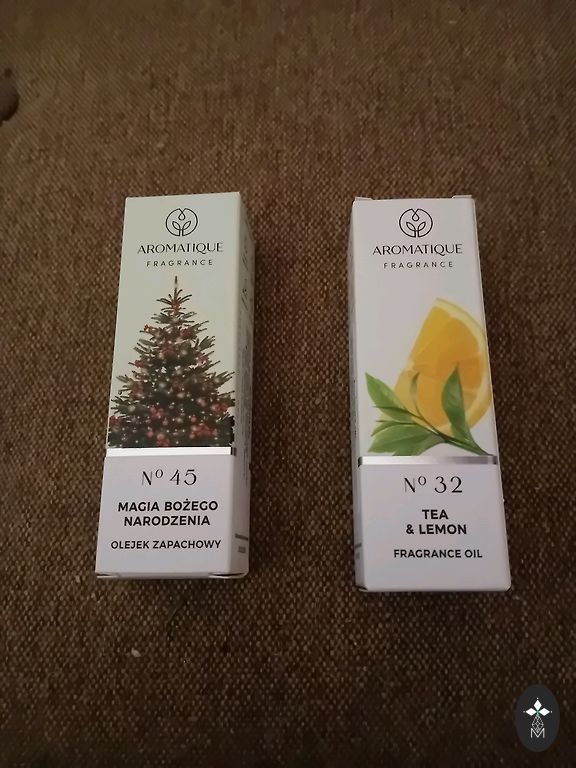 AROMATIQUE
FRAGRANCE
Nº 45
MAGIA BOŻEGO
NARODZENIA
OLEJEK ZAPACHOWY
AROMATIQUE
FRAGRANCE
Nº 32
TEA
& LEMON
FRAGRANCE OIL
M